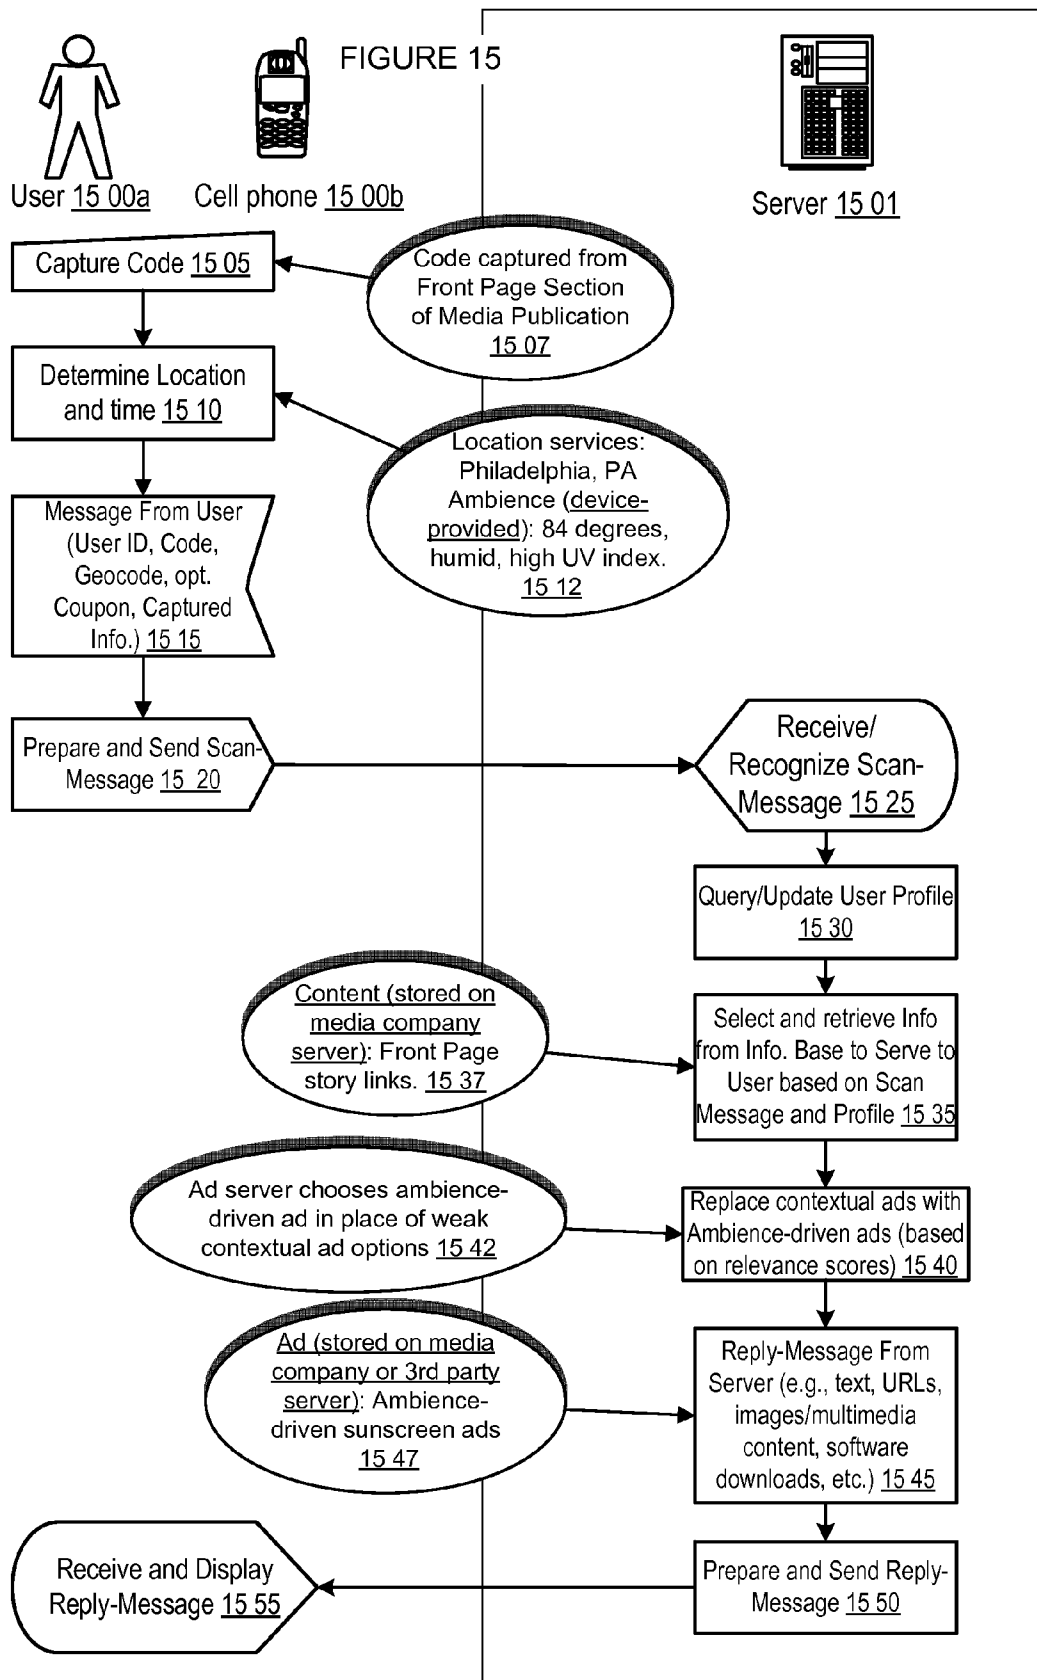 FIGURE 15
User 15 00a
Cell phone 15 00b
Server 15 01
Capture Code 15 05
Code captured from
Front Page Section
of Media Publication
15 07
Determine Location
and time 15 10
Location services:
Philadelphia, PA
Ambience (device-
provided): 84 degrees,
humid, high UV index.
15 12
Message From User
(User ID, Code,
Geocode, opt.
Coupon, Captured
Info.) 15 15
Prepare and Send Scan-
Message 15 20
Receive/
Recognize Scan-
Message 15 25
Query/Update User Profile
15 30
Content (stored on
media company
server): Front Page
story links. 15 37
Select and retrieve Info
from Info. Base to Serve to
User based on Scan
Message and Profile 15 35
Ad server chooses ambience-
driven ad in place of weak
contextual ad options 15 42
Replace contextual ads with
Ambience-driven ads (based
on relevance scores) 15 40
Ad (stored on media
company or 3rd party
server): Ambience-
driven sunscreen ads
15 47
Reply-Message From
Server (e.g., text, URLs,
images/multimedia
content, software
downloads, etc.) 15 45
Prepare and Send Reply-
Message 15 50
Receive and Display
Reply-Message 15 55